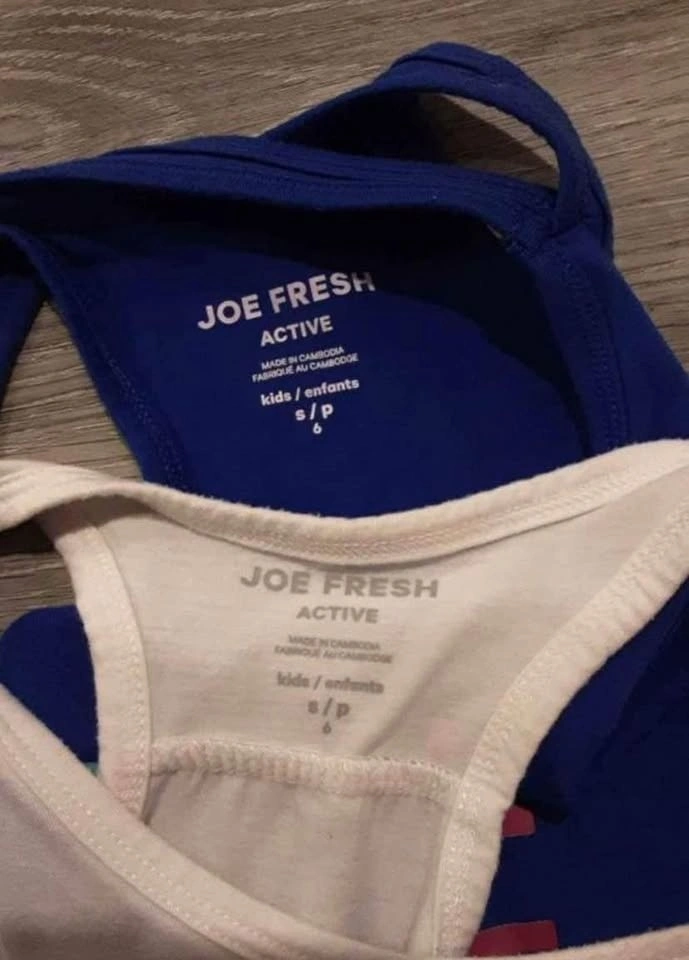 JOE FRESH
ACTIVE
MADE IN CAMBODIA
FABRIQUÉ AU CAMBODGE
kids / enfants
s / p
6
JOE FRESH
ACTIVE
MADE IN CAMBODIA
FABRIQUÉ AU CAMBODGE
kids / enfants
s / p
6